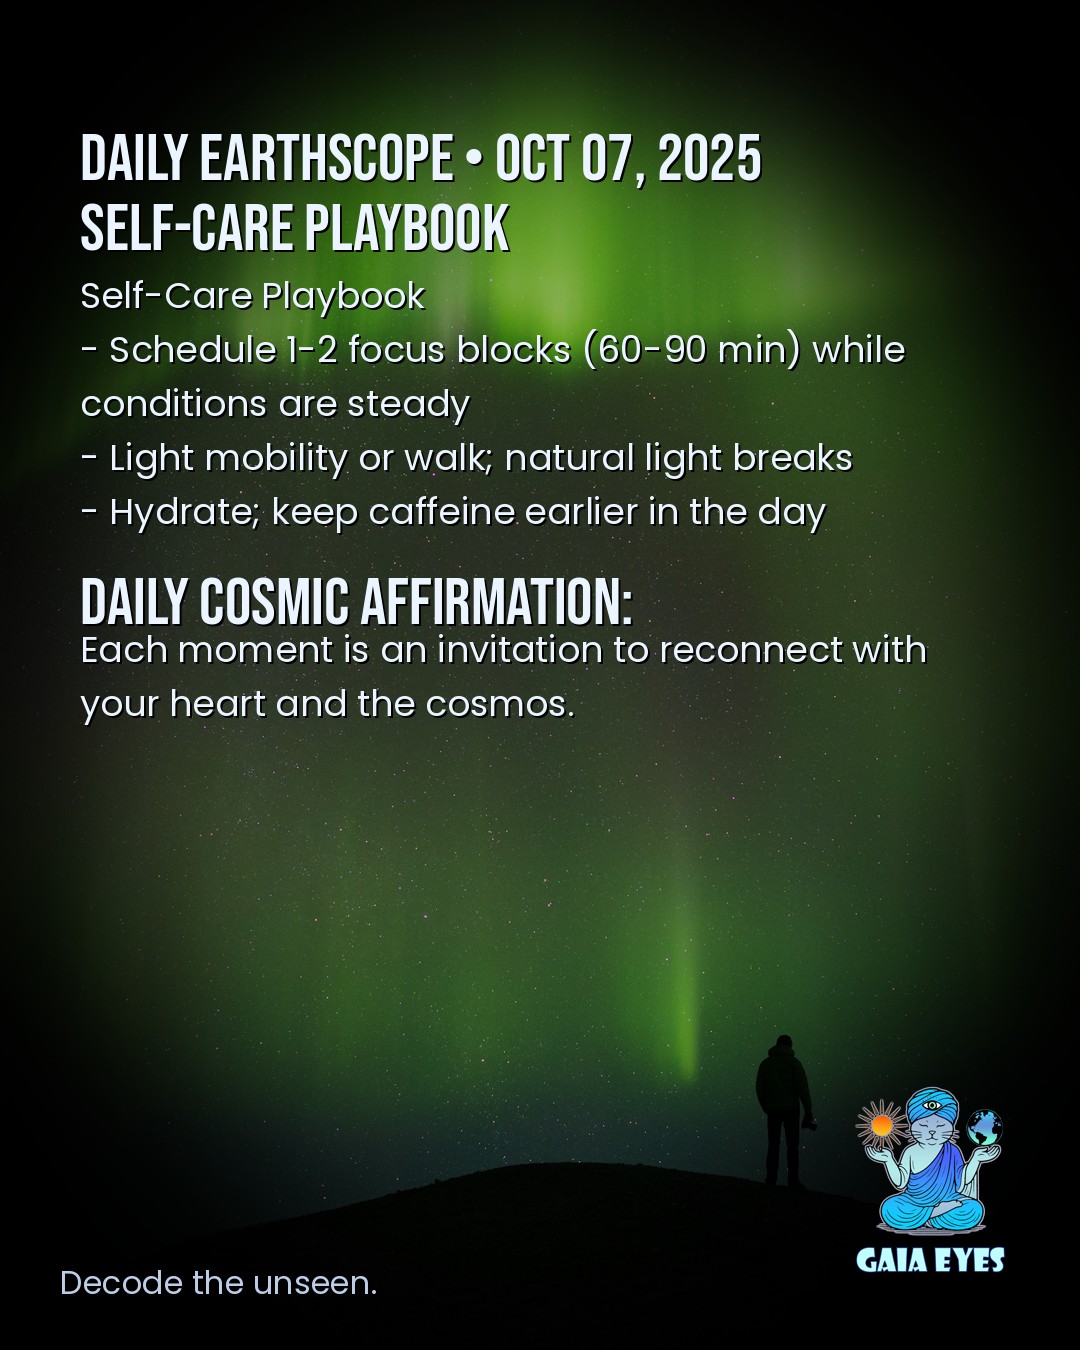 DAILY EARTHSCOPE • OCT 07, 2025
SELF-CARE PLAYBOOK
Self-Care Playbook
- Schedule 1-2 focus blocks (60-90 min) while
conditions are steady
- Light mobility or walk; natural light breaks
- Hydrate; keep caffeine earlier in the day
DAILY COSMIC AFFIRMATION:
Each moment is an invitation to reconnect with
your heart and the cosmos.
GAIA EYES
Decode the unseen.